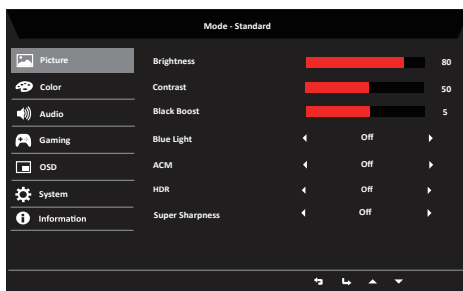 Mode - Standard
Picture
Brightness 80
Color
Contrast 50
Audio
Black Boost 5
Gaming
Blue Light Off
OSD
ACM Off
System
HDR Off
Information
Super Sharpness Off